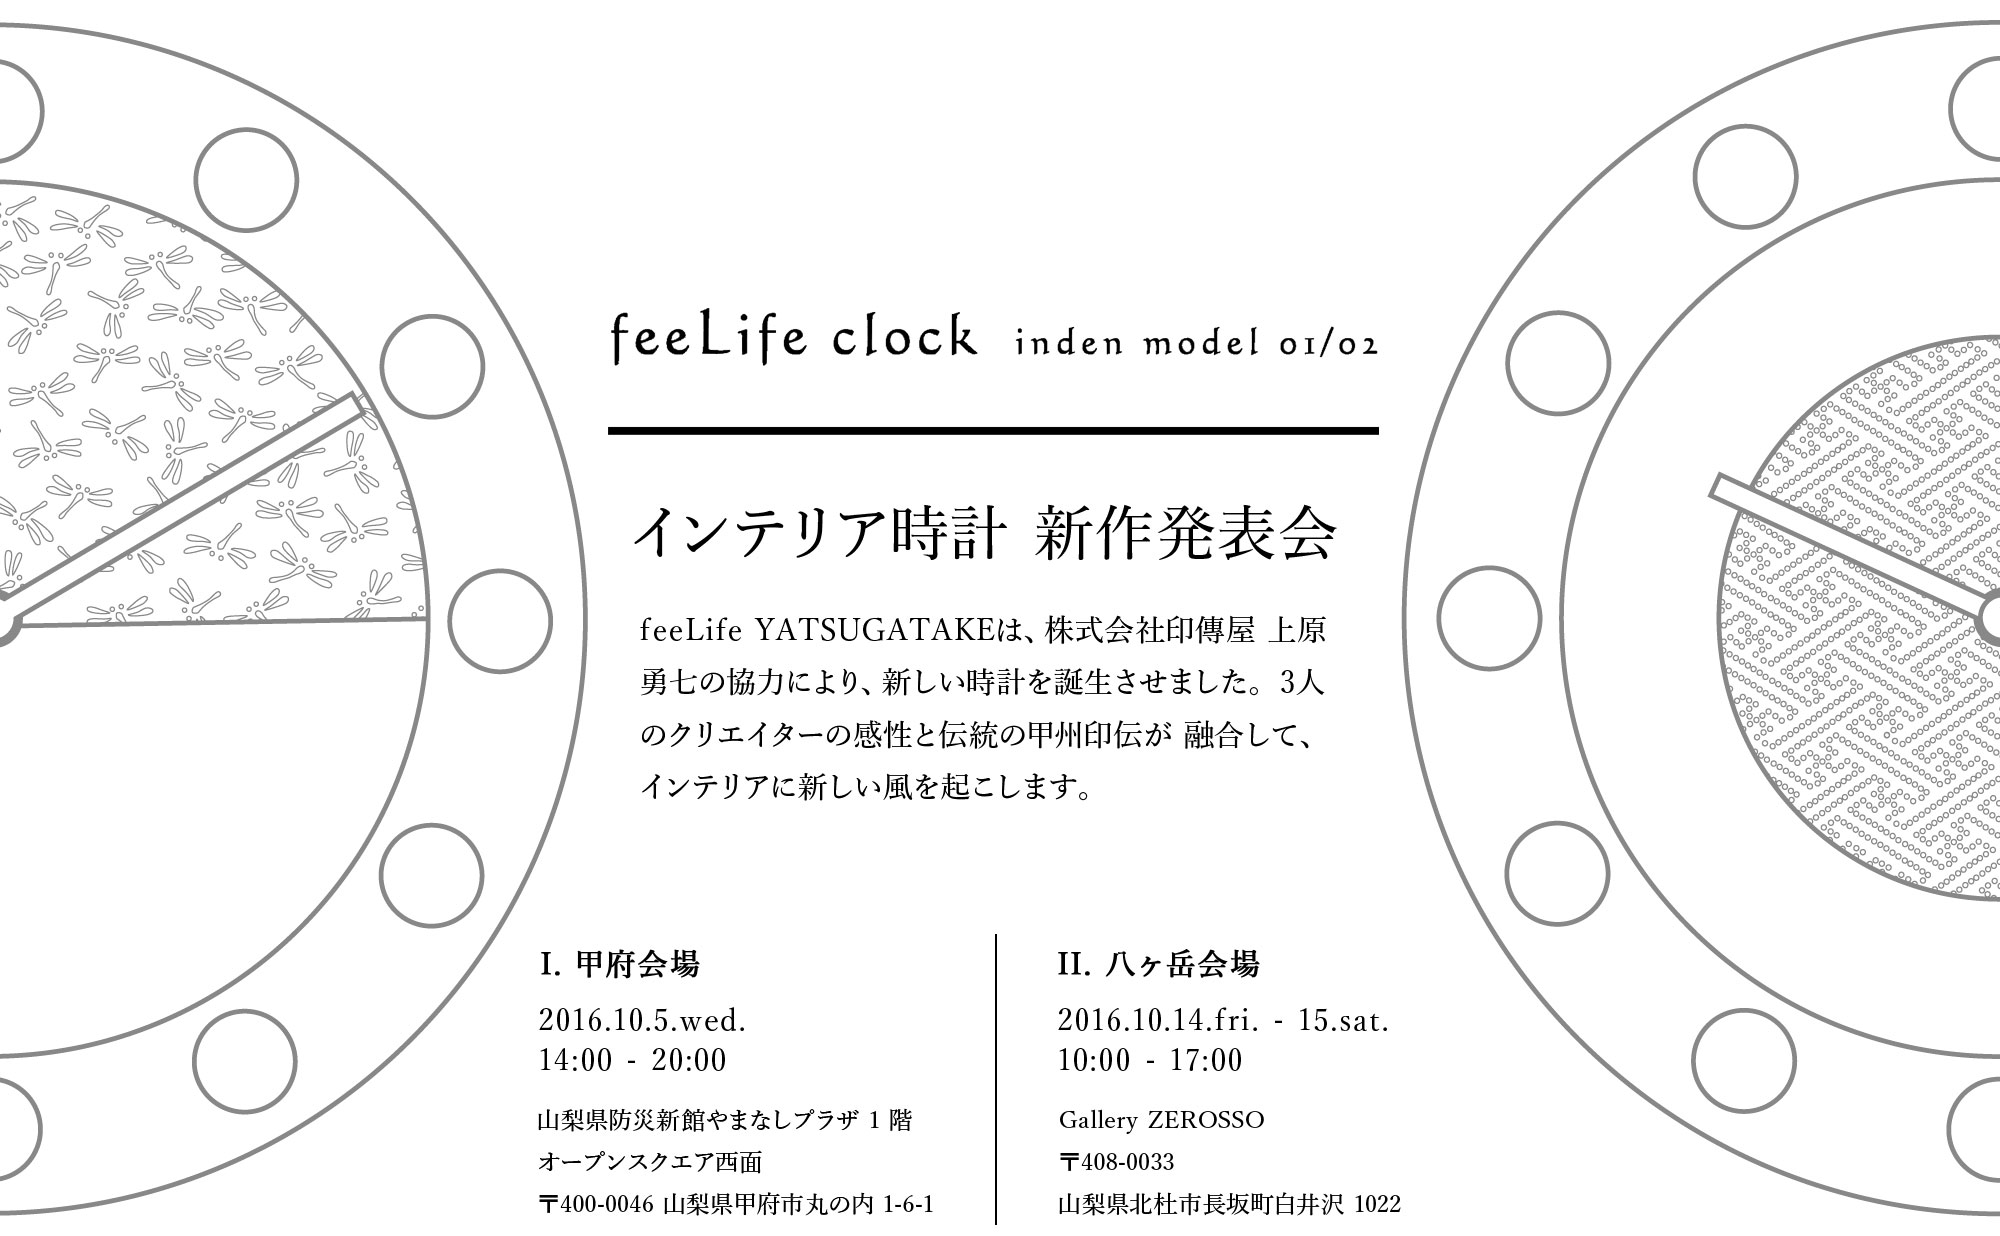 feeLife clock inden model 01/02
インテリア時計 新作発表会
feeLife YATSUGATAKEは、株式会社印傳屋 上原
勇七の協力により、新しい時計を誕生させました。3人
のクリエイターの感性と伝統の甲州印伝が 融合して、
インテリアに新しい風を起こします。
I. 甲府会場
2016.10.5.wed.
14:00 - 20:00
山梨県防災新館やまなしプラザ 1 階
オープンスクエア西面
〒400-0046 山梨県甲府市丸の内 1-6-1
II. 八ヶ岳会場
2016.10.14.fri. - 15.sat.
10:00 - 17:00
Gallery ZEROSSO
〒408-0033
山梨県北杜市長坂町白井沢 1022